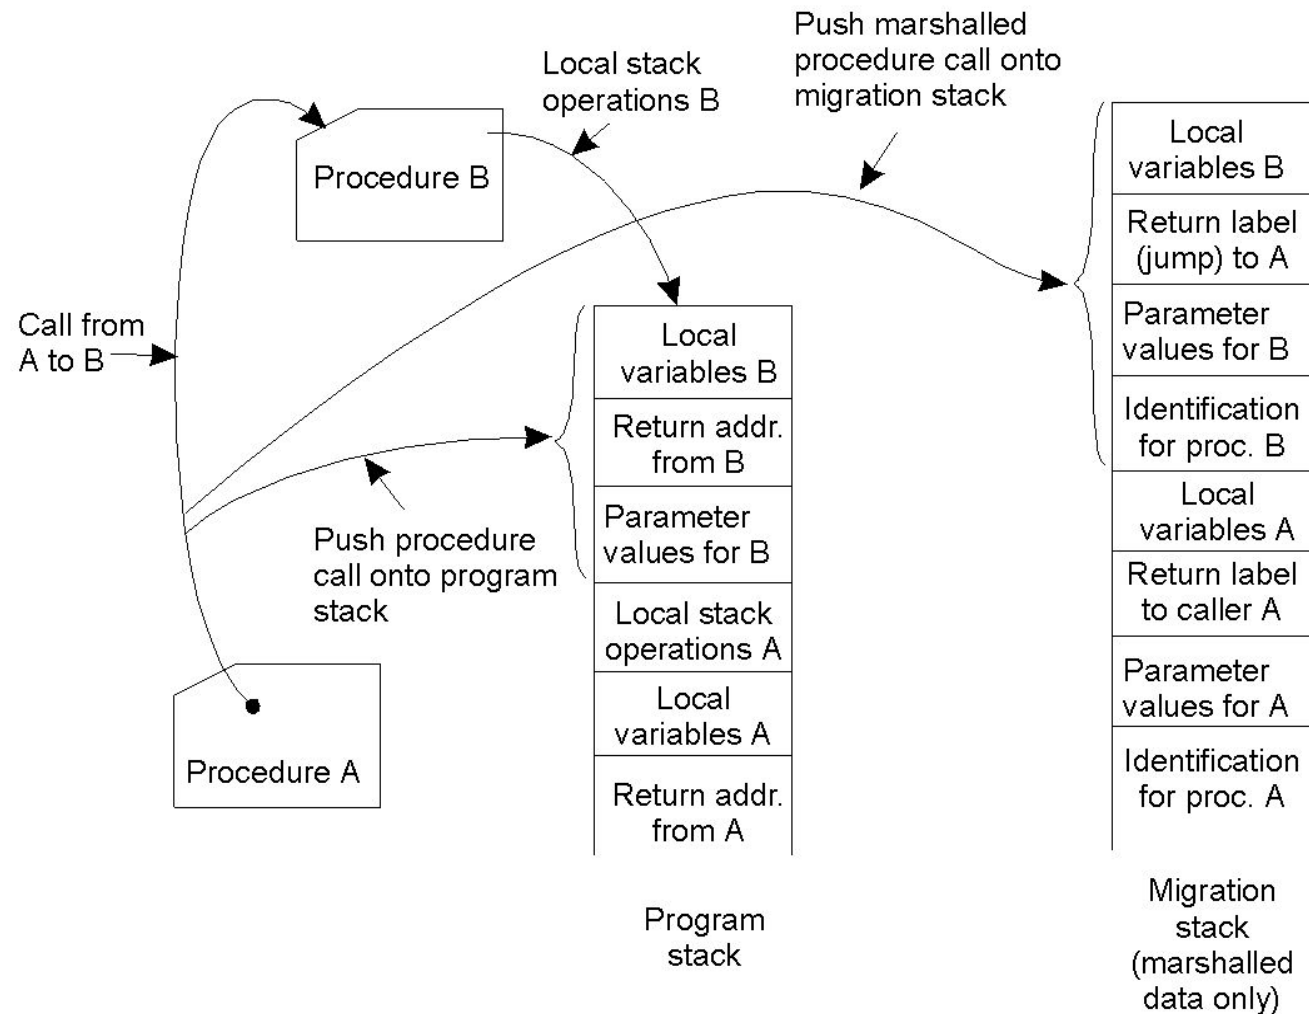 Push marshalled
procedure call onto
migration stack
Local stack
operations B
Procedure B
Call from
A to B
Push procedure
call onto program
stack
Procedure A
Local
variables B
Return addr.
from B
Parameter
values for B
Local stack
operations A
Local
variables A
Return addr.
from A
Program
stack
Local
variables B
Return label
(jump) to A
Parameter
values for B
Identification
for proc. B
Local
variables A
Return label
to caller A
Parameter
values for A
Identification
for proc. A
Migration
stack
(marshalled
data only)